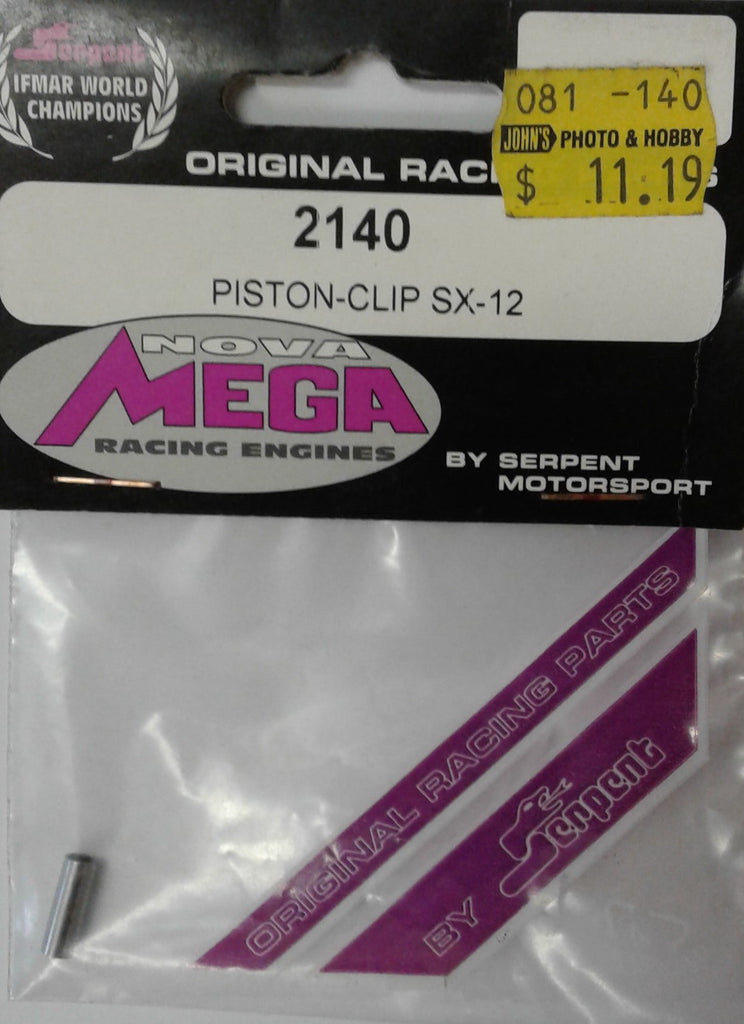 Serpent
IFMAR WORLD
CHAMPIONS
081 -140
JOHN'S PHOTO & HOBBY
$ 11.19
ORIGINAL RAC S
2140
PISTON-CLIP SX-12
NOVA
MEGA
RACING ENGINES
BY SERPENT
MOTORSPORT
ORIGINAL RACING PARTS
BY Serpent